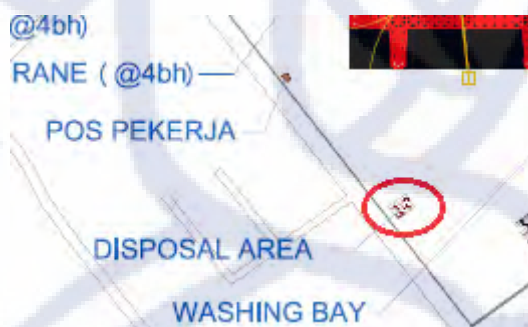 @4bh)
RANE ( @4bh)
POS PEKERJA
DISPOSAL AREA
WASHING BAY